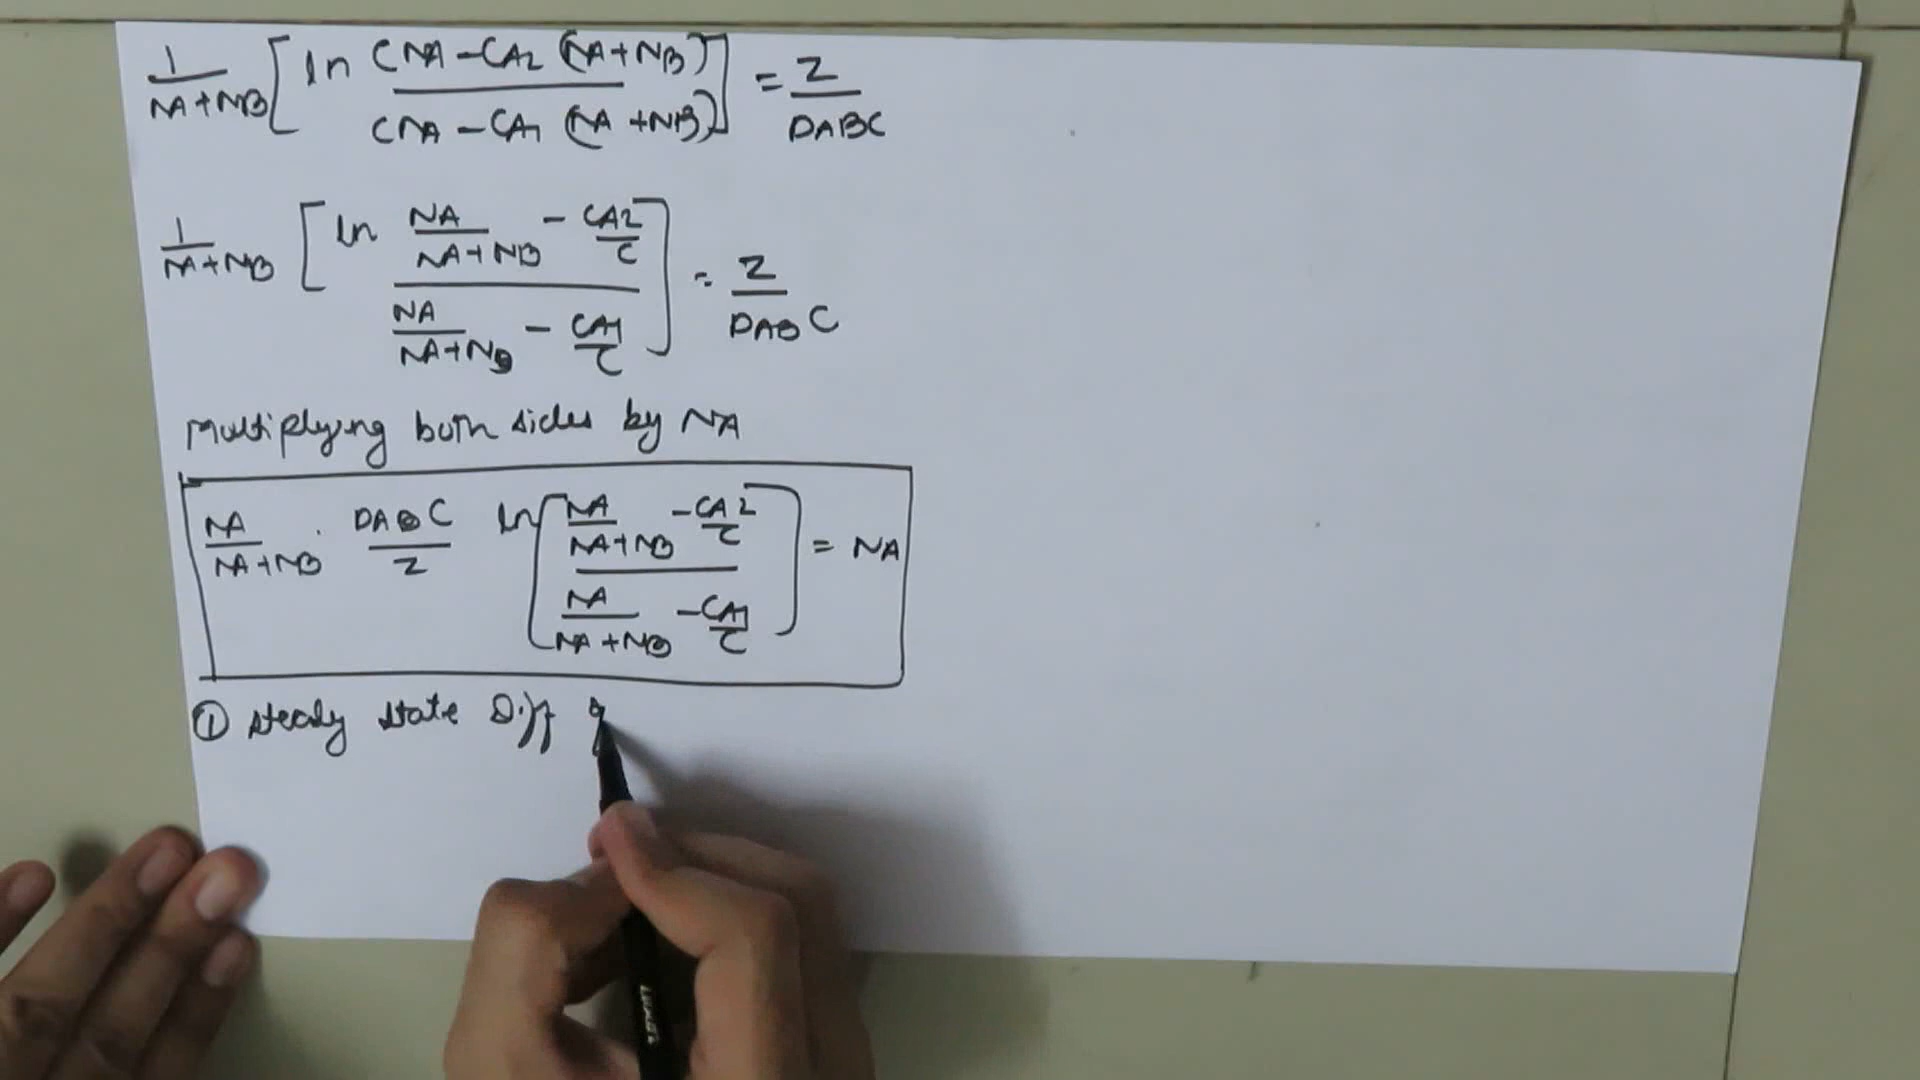 1/NA+NB [ln CNA-CA2 (NA+NB) / CNA-CA1 (NA+NB)] = Z/DABC
1/NA+NB [ln NA/NA+NB - CA2/C / NA/NA+NB - CA1/C] = Z/DAB C
Multiplying both sides by NA
NA/NA+NB . DABC/Z ln [NA/NA+NB - CA2/C / NA/NA+NB - CA1/C] = NA
① Steady state Diff